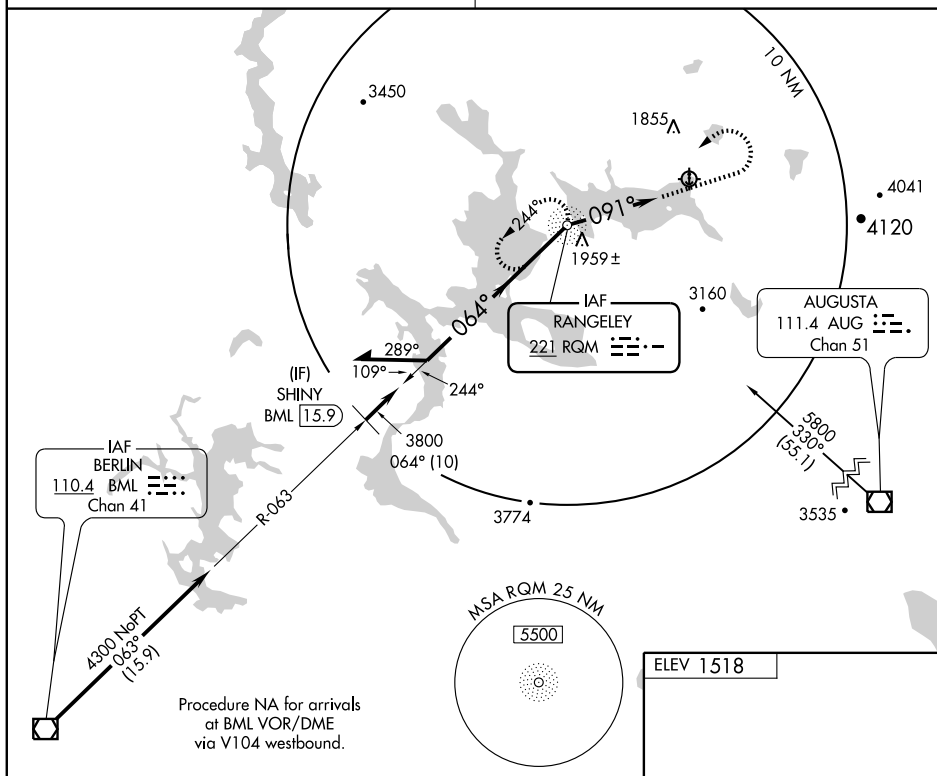 10 NM
3450
1855
4041
4120
244°
091°
1959±
064°
IAF
RANGELEY
221 RQM
3160
AUGUSTA
111.4 AUG
Chan 51
289°
109°
244°
(IF)
SHINY
BML 15.9
3800
064° (10)
5800
330°
(55.1)
3535
3774
IAF
BERLIN
110.4 BML
Chan 41
R-063
4300 NoPT
063°
(15.9)
MSA RQM 25 NM
5500
Procedure NA for arrivals
at BML VOR/DME
via V104 westbound.
ELEV 1518